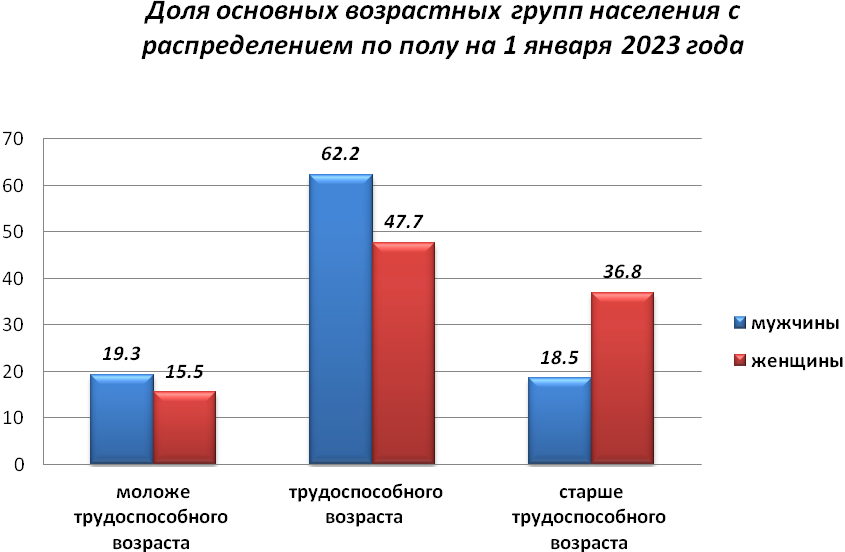 Доля основных возрастных групп населения с
распределением по полу на 1 января 2023 года
70
60
50
40
30
20
10
0
19.3
15.5
62.2
47.7
18.5
36.8
моложе
трудоспособного
возраста
трудоспособного
возраста
старше
трудоспособного
возраста
мужчины
женщины